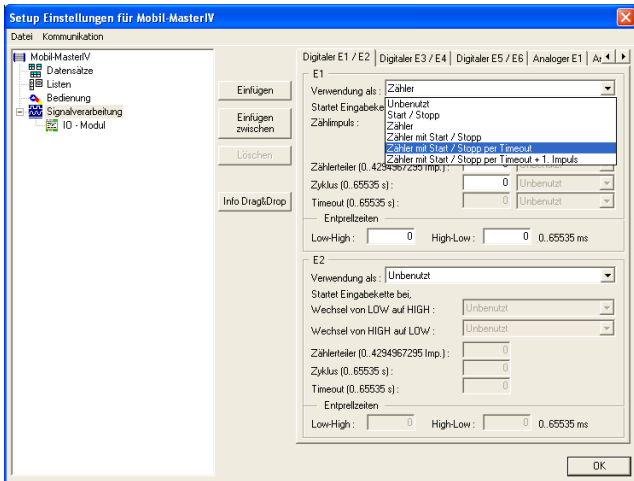 Setup Einstellungen für Mobil-MasterIV
Datei Kommunikation
Mobil-MasterIV
Datensätze
Listen
Bedienung
Signalverarbeitung
IO - Modul
Einfügen
Einfügen zwischen
Löschen
Info Drag&Drop
Digitaler E1 / E2 Digitaler E3 / E4 Digitaler E5 / E6 Analoger E1
E1
Verwendung als : Zähler
Startet Eingabeke
Zählimpuls :
Unbenutzt
Start / Stopp
Zähler
Zähler mit Start / Stopp
Zähler mit Start / Stopp per Timeout
Zähler mit Start / Stopp per Timeout + 1. Impuls
Zählerteiler (0..4294967295 Imp.) :
Zyklus (0..65535 s) : 0 Unbenutzt
Timeout (0..65535 s) : 0 Unbenutzt
Entprellzeiten
Low-High : 0 High-Low : 0 0..65535 ms
E2
Verwendung als : Unbenutzt
Startet Eingabekette bei,
Wechsel von LOW auf HIGH : Unbenutzt
Wechsel von HIGH auf LOW : Unbenutzt
Zählerteiler (0..4294967295 Imp.) : 0
Zyklus (0..65535 s) : 0
Timeout (0..65535 s) : 0
Entprellzeiten
Low-High : 0 High-Low : 0 0..65535 ms
OK